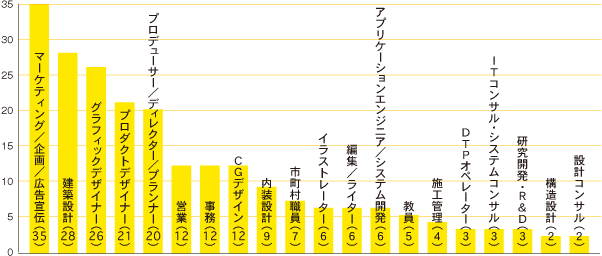 35
30
25
20
15
10
5
0
マーケティング／企画／広告宣伝（35）
建築設計（28）
グラフィックデザイナー（26）
プロダクトデザイナー（21）
プロデューサー／ディレクター／プランナー（20）
営業（12）
事務（12）
CGデザイン（12）
内装設計（9）
市町村職員（7）
イラストレーター（6）
編集／ライター（6）
アプリケーションエンジニア／システム開発（6）
教員（5）
施工管理（4）
DTPオペレーター（3）
ITコンサル・システムコンサル（3）
研究開発・R&D（3）
構造設計（2）
設計コンサル（2）